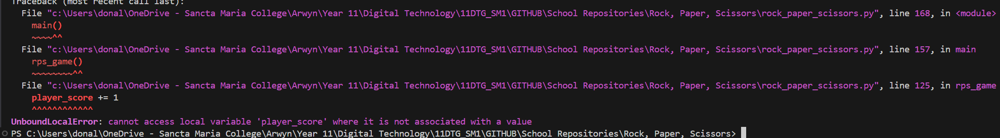 Traceback (most recent call last):
File "c:\Users\donal\OneDrive - Sancta Maria College\Arwyn\Year 11\Digital Technology\11DTG_SM1\GITHUB\School Repositories\Rock, Paper, Scissors\rock_paper_scissors.py", line 168, in <module>
main()
~~~~^^
File "c:\Users\donal\OneDrive - Sancta Maria College\Arwyn\Year 11\Digital Technology\11DTG_SM1\GITHUB\School Repositories\Rock, Paper, Scissors\rock_paper_scissors.py", line 157, in main
rps_game()
~~~~~~~~^^
File "c:\Users\donal\OneDrive - Sancta Maria College\Arwyn\Year 11\Digital Technology\11DTG_SM1\GITHUB\School Repositories\Rock, Paper, Scissors\rock_paper_scissors.py", line 125, in rps_game
player_score += 1
^^^^^^^^^^^^
UnboundLocalError: cannot access local variable 'player_score' where it is not associated with a value
PS C:\Users\donal\OneDrive - Sancta Maria College\Arwyn\Year 11\Digital Technology\11DTG_SM1\GITHUB\School Repositories\Rock, Paper, Scissors>